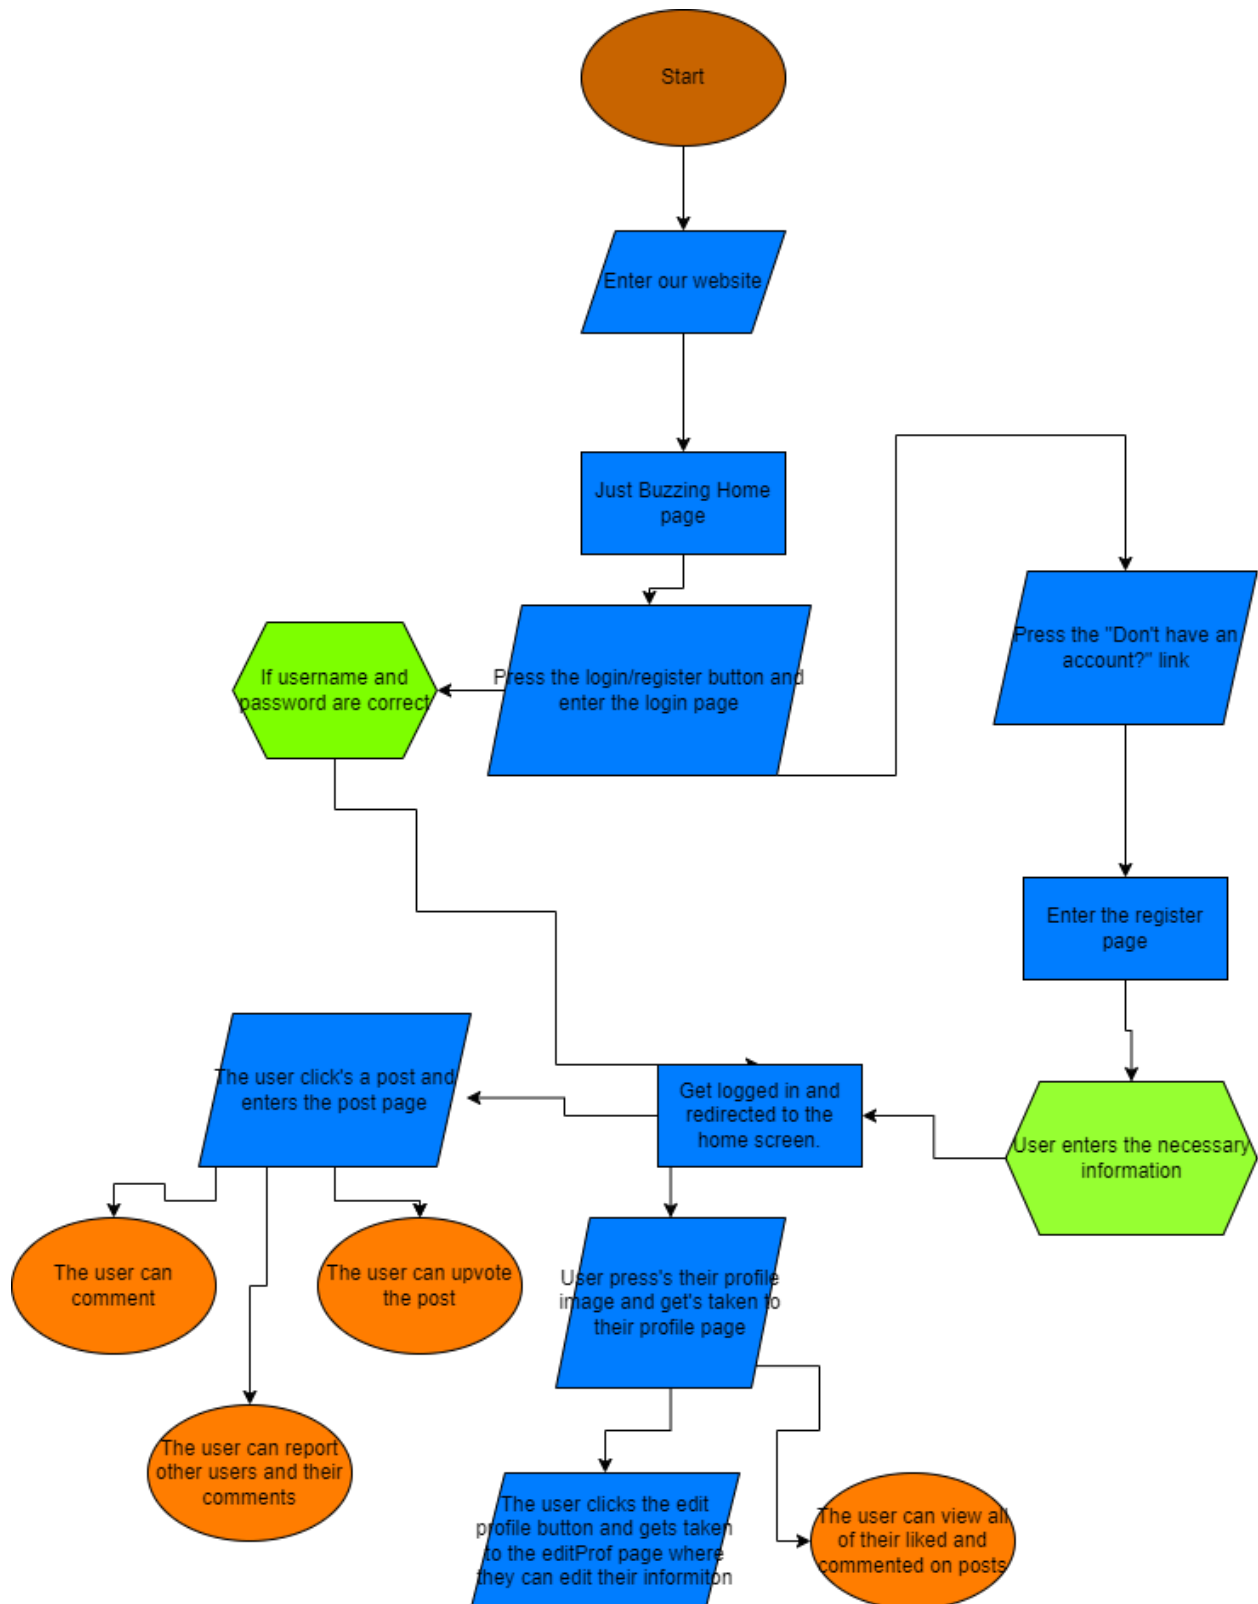 Start
Enter our website
Just Buzzing Home
page
Press the login/register button and
enter the login page
If username and
password are correct
Press the "Don't have an
account?" link
Enter the register
page
User enters the necessary
information
Get logged in and
redirected to the
home screen.
The user click's a post and
enters the post page
The user can
comment
The user can upvote
the post
The user can report
other users and their
comments
User press's their profile
image and get's taken to
their profile page
The user clicks the edit
profile button and gets taken
to the editProf page where
they can edit their informiton
The user can view all
of their liked and
commented on posts